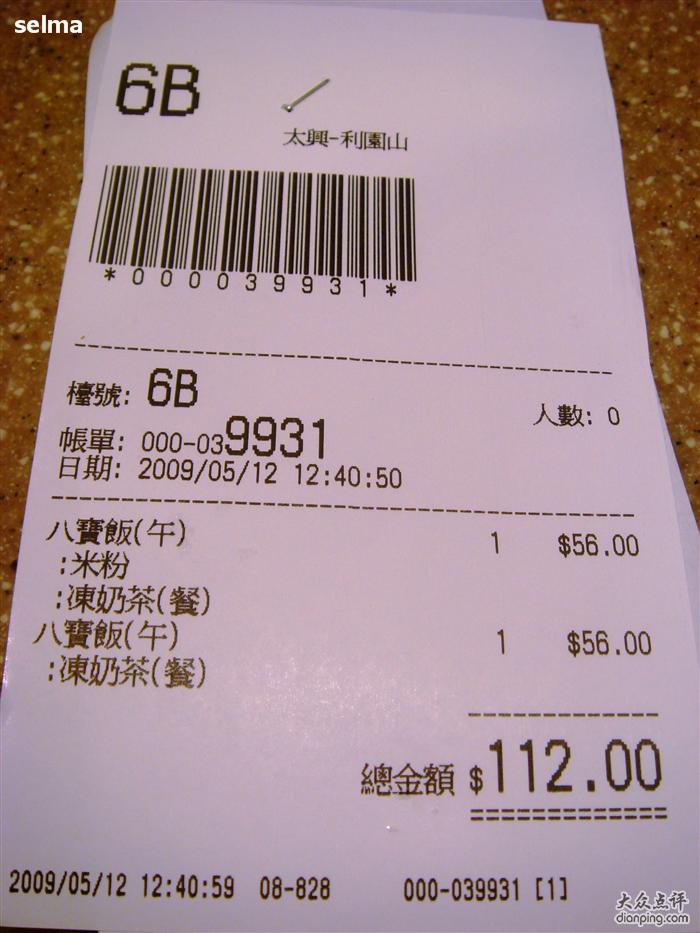 selma
6B
太興-利園山
*000039931*
檯號: 6B
人數: 0
帳單: 000-039931
日期: 2009/05/12 12:40:50
八寶飯(午) 1 $56.00
:米粉
:凍奶茶(餐)
八寶飯(午) 1 $56.00
:凍奶茶(餐)
總金額 $112.00
2009/05/12 12:40:59 08-828 000-039931 [1]
大众点评
dianping.com